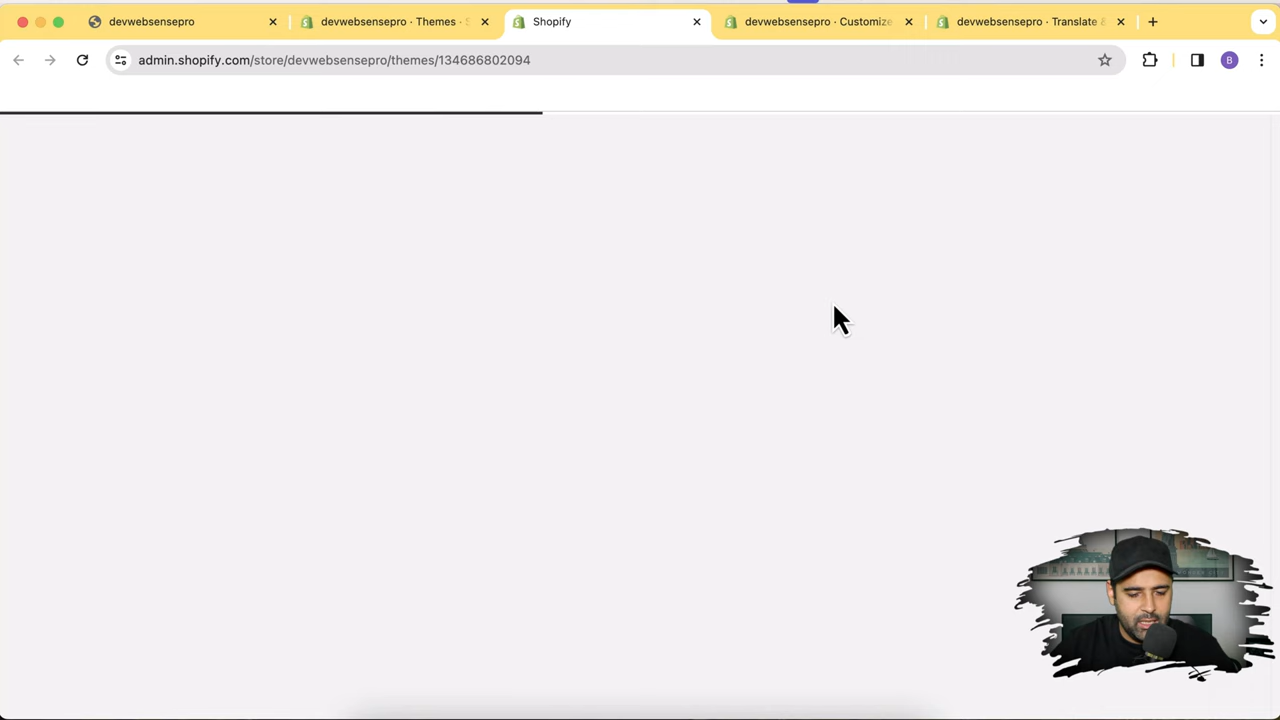 devwebsensepro
devwebsensepro · Themes · S
Shopify
devwebsensepro · Customize
devwebsensepro · Translate &
admin.shopify.com/store/devwebsensepro/themes/134686802094
B